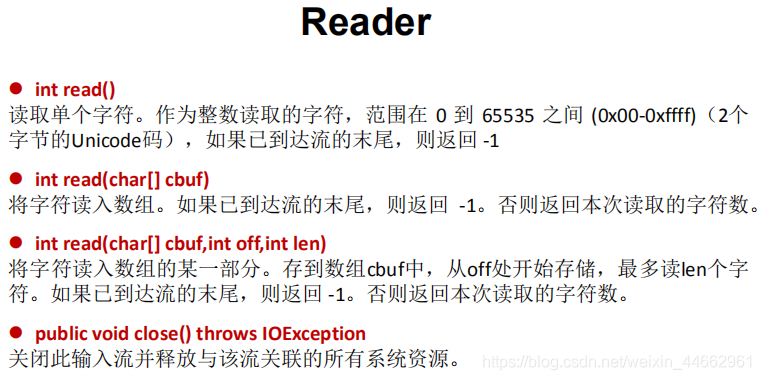 Reader
● int read()
读取单个字符。作为整数读取的字符，范围在 0 到 65535 之间 (0x00-0xffff)（2个
字节的Unicode码），如果已到达流的末尾，则返回 -1
● int read(char[] cbuf)
将字符读入数组。如果已到达流的末尾，则返回 -1。否则返回本次读取的字符数。
● int read(char[] cbuf,int off,int len)
将字符读入数组的某一部分。存到数组cbuf中，从off处开始存储，最多读len个字
符。如果已到达流的末尾，则返回 -1。否则返回本次读取的字符数。
● public void close() throws IOException
关闭此输入流并释放与该流关联的所有系统资源。
https://blog.csdn.net/weixin_44662961